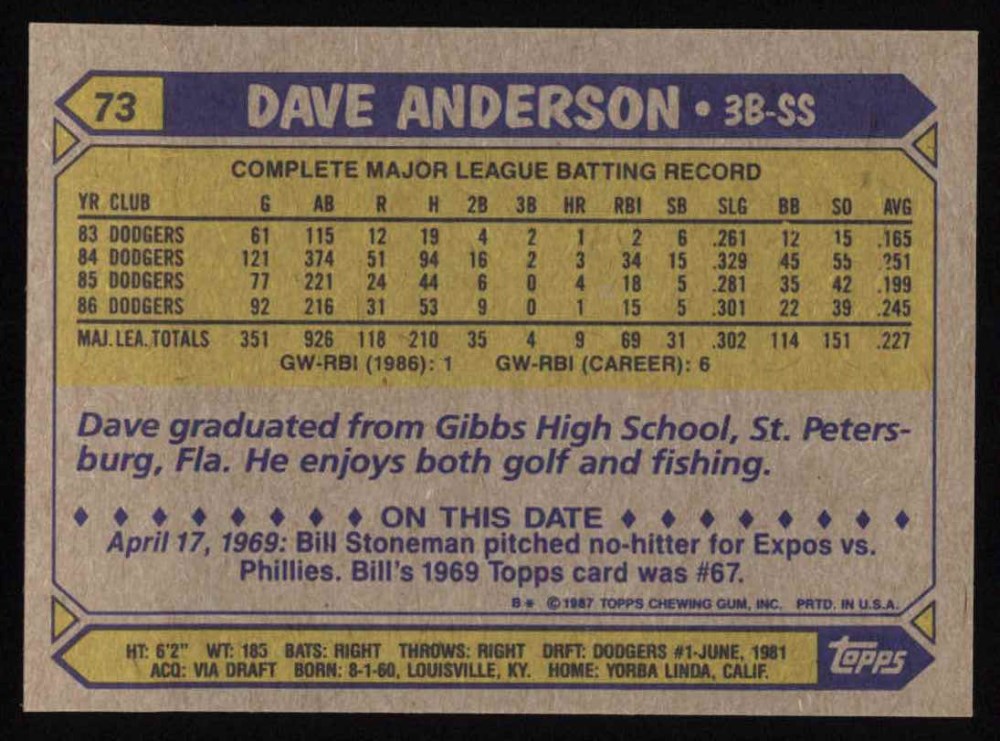 73 DAVE ANDERSON • 3B-SS
COMPLETE MAJOR LEAGUE BATTING RECORD
YR CLUB G AB R H 2B 3B HR RBI SB SLG BB SO AVG
83 DODGERS 61 115 12 19 4 2 1 2 6 .261 12 15 .165
84 DODGERS 121 374 51 94 16 2 3 34 15 .329 45 55 .251
85 DODGERS 77 221 24 44 6 0 4 18 5 .281 35 42 .199
86 DODGERS 92 216 31 53 9 0 1 15 5 .301 22 39 .245
MAJ. LEA. TOTALS 351 926 118 210 35 4 9 69 31 .302 114 151 .227
GW-RBI (1986): 1 GW-RBI (CAREER): 6
Dave graduated from Gibbs High School, St. Peters-
burg, Fla. He enjoys both golf and fishing.
ON THIS DATE
April 17, 1969: Bill Stoneman pitched no-hitter for Expos vs.
Phillies. Bill's 1969 Topps card was #67.
B* ©1987 TOPPS CHEWING GUM, INC. PRTD. IN U.S.A.
HT: 6'2" WT: 185 BATS: RIGHT THROWS: RIGHT DRFT: DODGERS #1-JUNE, 1981
ACQ: VIA DRAFT BORN: 8-1-60, LOUISVILLE, KY. HOME: YORBA LINDA, CALIF.
topps